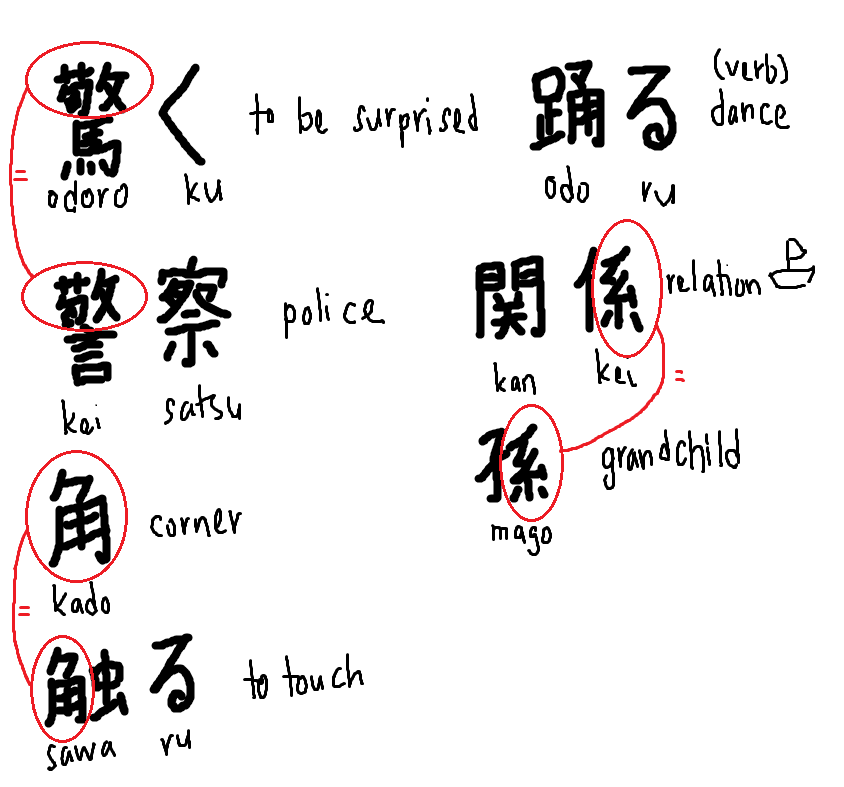 驚く to be surprised
odoro ku
=
警察 police
kei satsu
角 corner
kado
=
触る to touch
sawa ru
踊る (verb) dance
odo ru
関係 relation
kan kei
=
孫 grandchild
mago